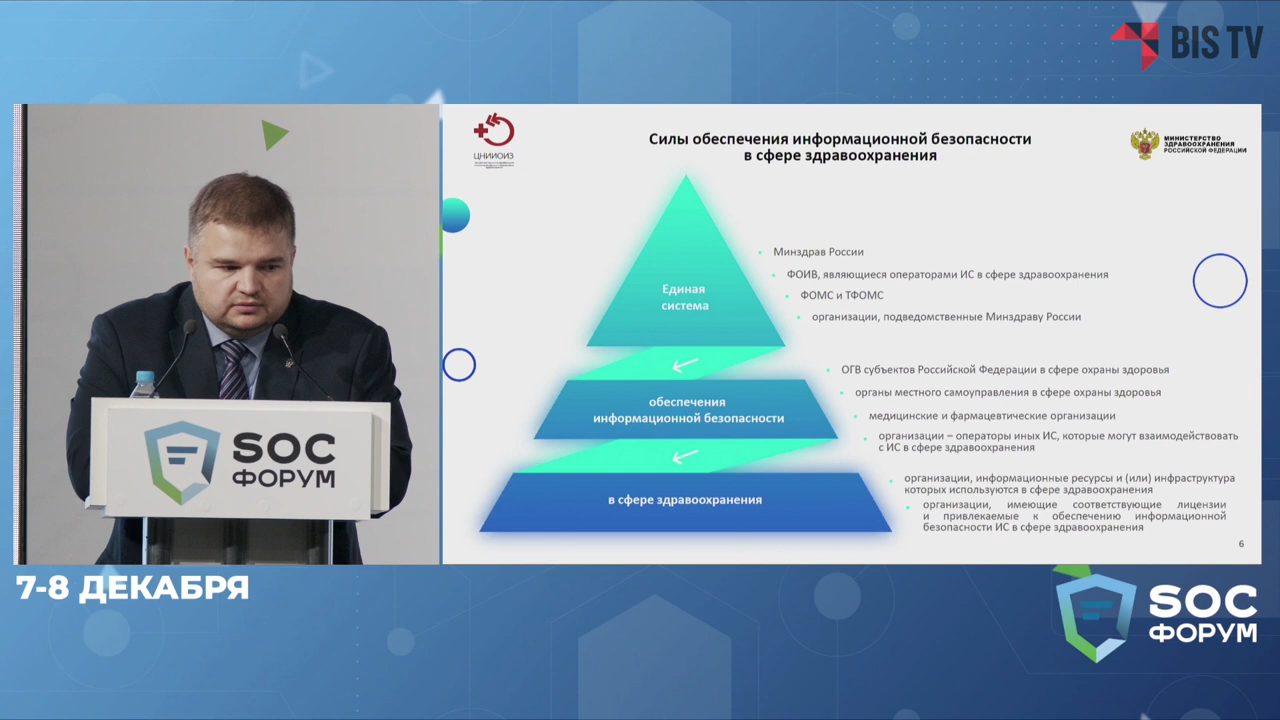 BIS TV
ЦНИИОИЗ
Силы обеспечения информационной безопасности
в сфере здравоохранения
МИНИСТЕРСТВО
ЗДРАВООХРАНЕНИЯ
РОССИЙСКОЙ ФЕДЕРАЦИИ
Единая
система
Минздрав России
ФОИВ, являющиеся операторами ИС в сфере здравоохранения
ФОМС и ТФОМС
организации, подведомственные Минздраву России
обеспечения
информационной безопасности
ОГВ субъектов Российской Федерации в сфере охраны здоровья
органы местного самоуправления в сфере охраны здоровья
медицинские и фармацевтические организации
организации – операторы иных ИС, которые могут взаимодействовать
с ИС в сфере здравоохранения
в сфере здравоохранения
организации, информационные ресурсы и (или) инфраструктура
которых используются в сфере здравоохранения
организации, имеющие соответствующие лицензии
и привлекаемые к обеспечению информационной
безопасности ИС в сфере здравоохранения
6
SOC
ФОРУМ
7-8 ДЕКАБРЯ
SOC
ФОРУМ